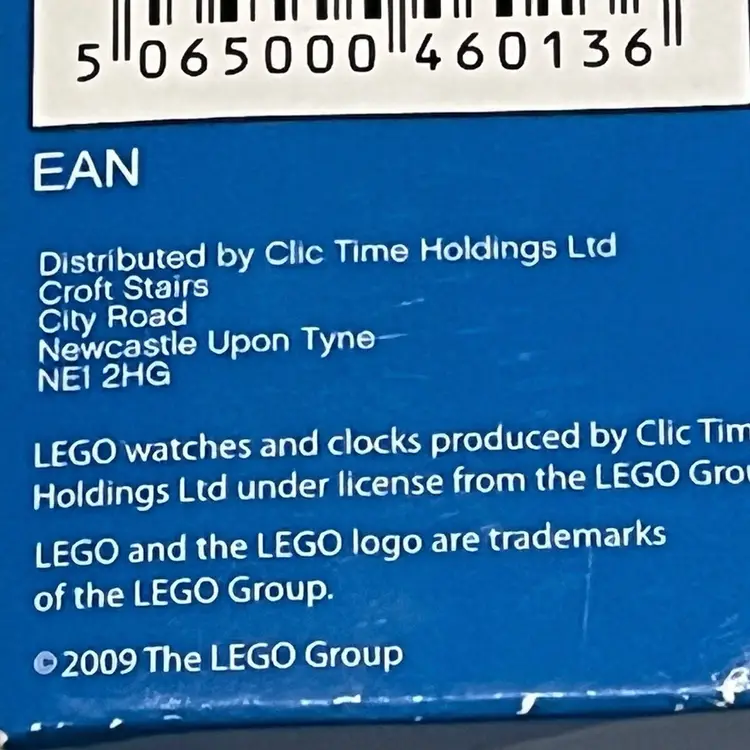 5 065000 460136
EAN
Distributed by Clic Time Holdings Ltd
Croft Stairs
City Road
Newcastle Upon Tyne
NE1 2HG
LEGO watches and clocks produced by Clic Tim
Holdings Ltd under license from the LEGO Grou
LEGO and the LEGO logo are trademarks
of the LEGO Group.
©2009 The LEGO Group